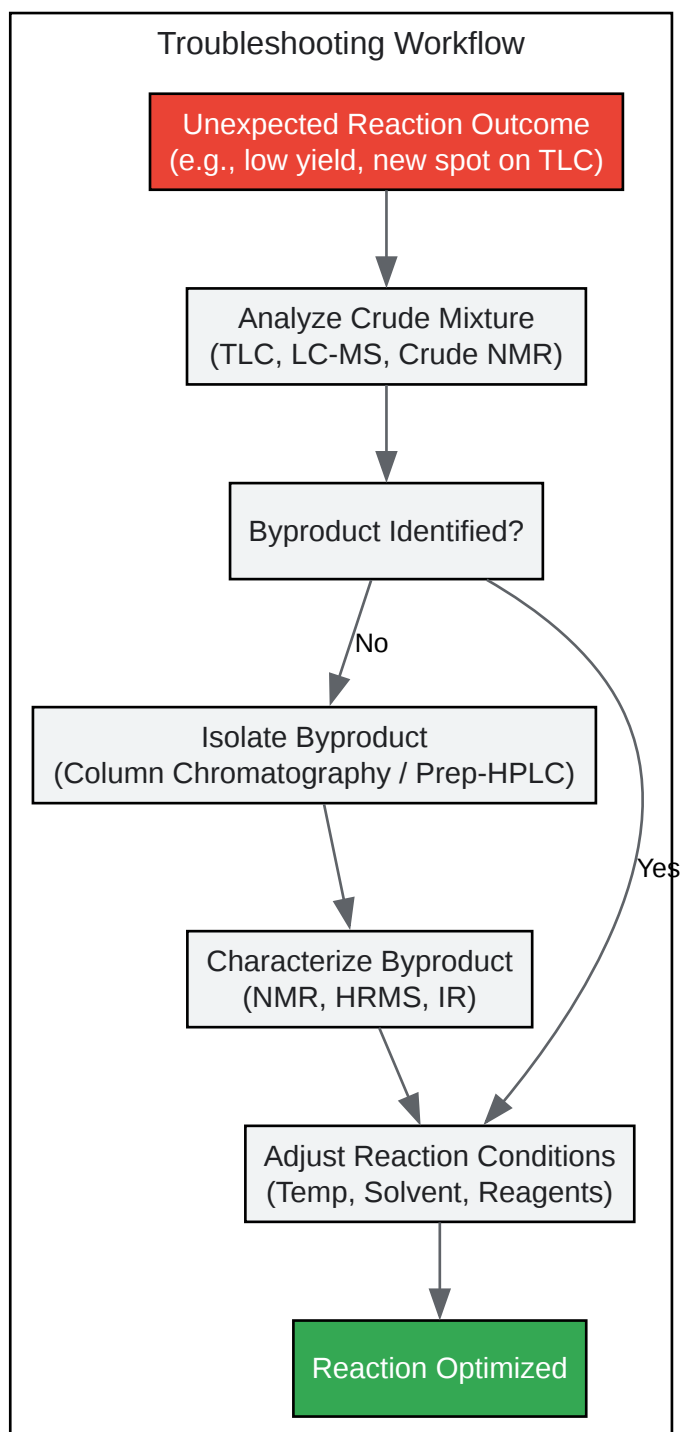 Troubleshooting Workflow
Unexpected Reaction Outcome
(e.g., low yield, new spot on TLC)
Analyze Crude Mixture
(TLC, LC-MS, Crude NMR)
Byproduct Identified?
No
Isolate Byproduct
(Column Chromatography / Prep-HPLC)
Yes
Characterize Byproduct
(NMR, HRMS, IR)
Adjust Reaction Conditions
(Temp, Solvent, Reagents)
Reaction Optimized